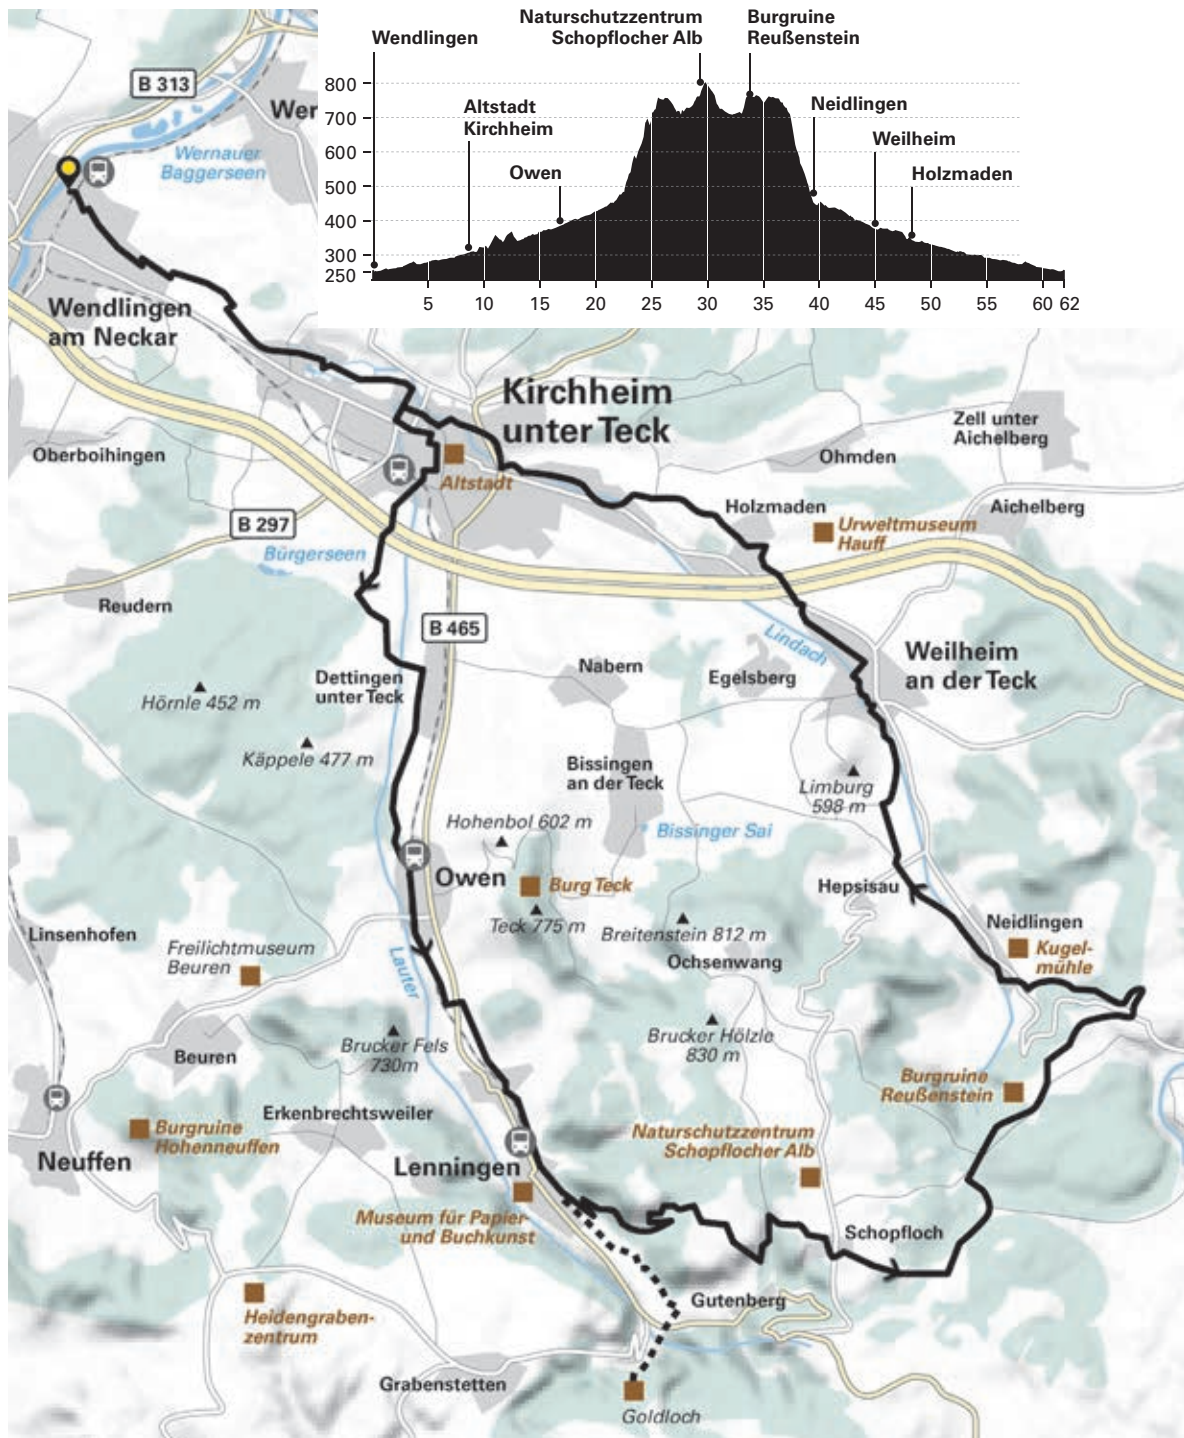 Naturschutzzentrum
Schopflocher Alb
Burgruine
Reußenstein
Wendlingen
Altstadt
Kirchheim
Owen
Neidlingen
Weilheim
Holzmaden
800
700
600
500
400
300
250
5 10 15 20 25 30 35 40 45 50 55 60 62
B 313
Wer
Wernauer
Baggerseen
Wendlingen
am Neckar
Kirchheim
unter Teck
Zell unter
Aichelberg
Oberboihingen
Ohmden
Altstadt
Holzmaden
Aichelberg
B 297
Urweltmuseum
Hauff
Bürgerseen
Reudern
B 465
Lindach
Weilheim
an der Teck
Nabern
Egelsberg
Dettingen
unter Teck
Hörnle 452 m
Käppele 477 m
Bissingen
an der Teck
Limburg
598 m
Hohenbol 602 m
Bissinger Sai
Owen
Burg Teck
Hepsisau
Teck 775 m
Breitenstein 812 m
Neidlingen
Linsenhofen
Freilichtmuseum
Beuren
Kugel-
mühle
Ochsenwang
Lauter
Brucker Fels
730m
Brucker Hölzle
830 m
Beuren
Burgruine
Reußenstein
Erkenbrechtsweiler
Burgruine
Hohenneuffen
Naturschutzzentrum
Schopflocher Alb
Neuffen
Lenningen
Museum für Papier-
und Buchkunst
Schopfloch
Gutenberg
Heidengraben-
zentrum
Grabenstetten
Goldloch